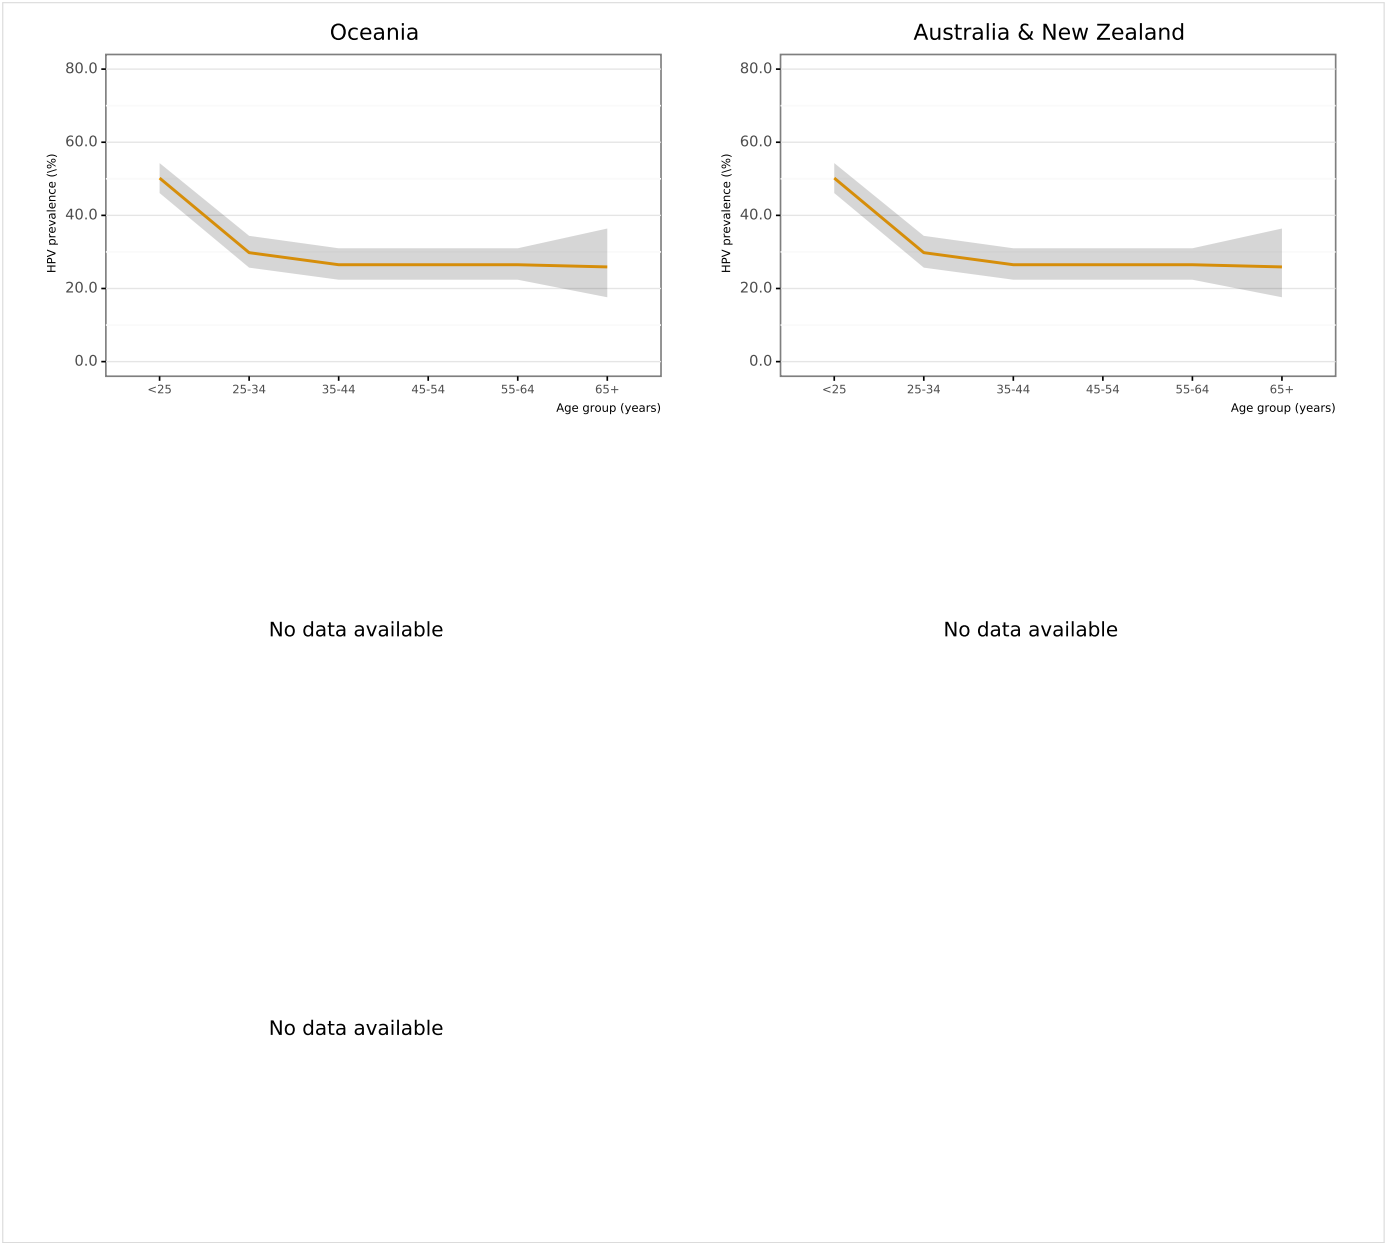 Oceania
80.0
60.0
40.0
20.0
0.0
HPV prevalence (\%)
<25 25-34 35-44 45-54 55-64 65+
Age group (years)
Australia & New Zealand
80.0
60.0
40.0
20.0
0.0
HPV prevalence (\%)
<25 25-34 35-44 45-54 55-64 65+
Age group (years)
No data available
No data available
No data available